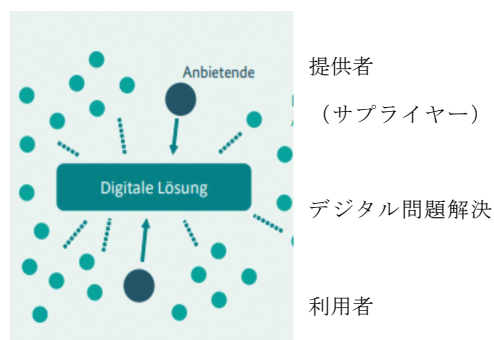 Anbietende
提供者
（サプライヤー）
Digitale Lösung
デジタル問題解決
利用者